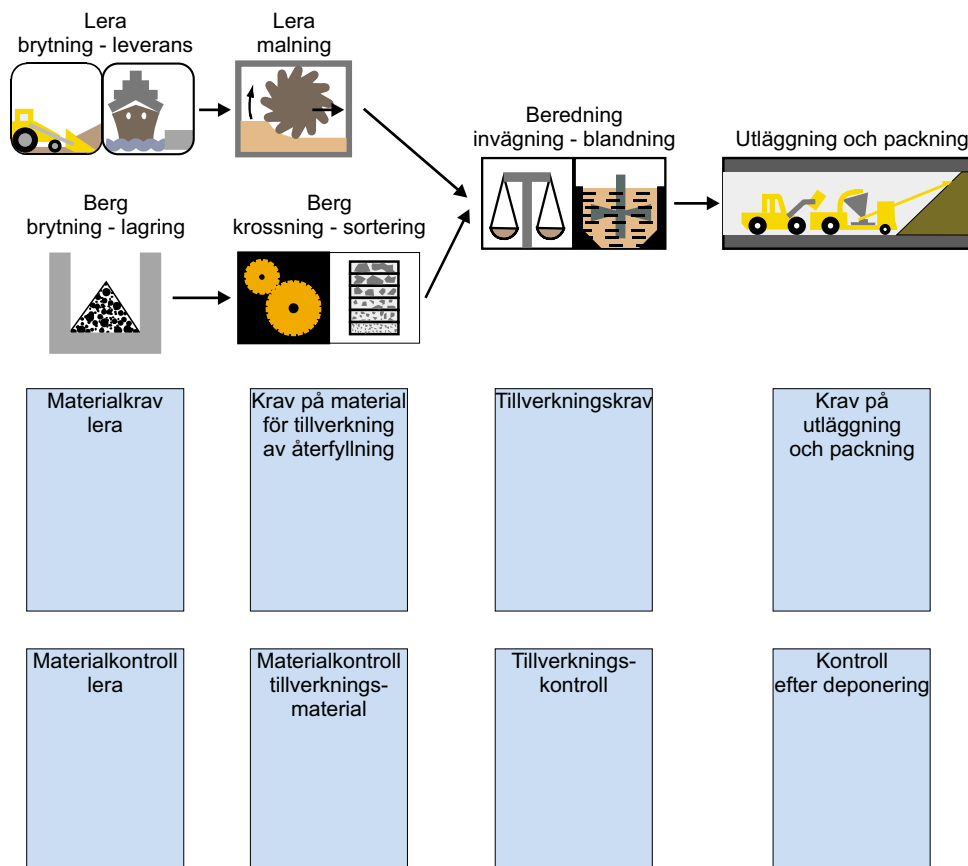 Lera
brytning - leverans
Lera
malning
Beredning
invägning - blandning
Utläggning och packning
Berg
brytning - lagring
Berg
krossning - sortering
Materialkrav
lera
Krav på material
för tillverkning
av återfyllning
Tillverkningskrav
Krav på
utläggning
och packning
Materialkontroll
lera
Materialkontroll
tillverknings-
material
Tillverknings-
kontroll
Kontroll
efter deponering